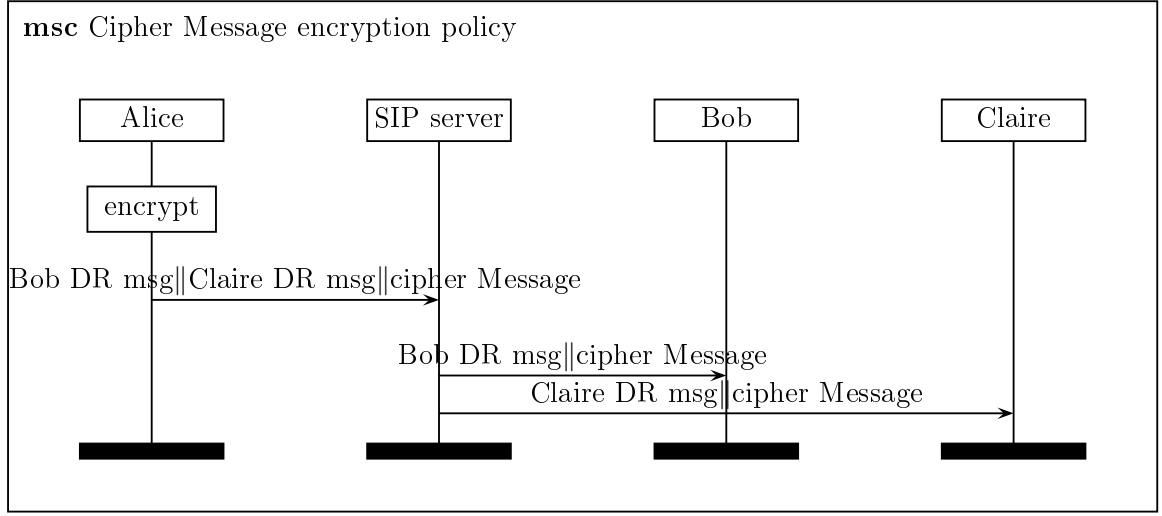 msc Cipher Message encryption policy
Alice
SIP server
Bob
Claire
encrypt
Bob DR msg||Claire DR msg||cipher Message
Bob DR msg||cipher Message
Claire DR msg||cipher Message